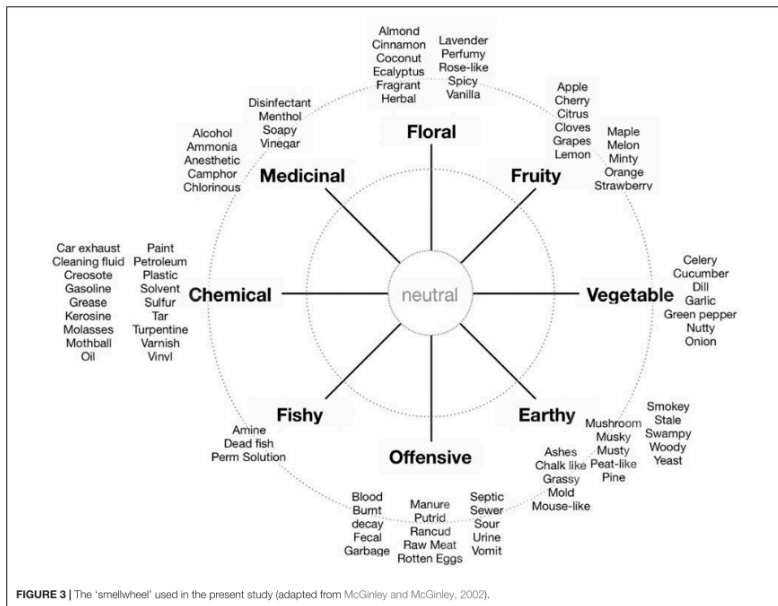 Almond
Cinnamon
Coconut
Ecalyptus
Fragrant
Herbal
Lavender
Perfumy
Rose-like
Spicy
Vanilla
Floral
Disinfectant
Menthol
Soapy
Vinegar
Alcohol
Ammonia
Anesthetic
Camphor
Chlorinous
Medicinal
Apple
Cherry
Citrus
Cloves
Grapes
Lemon
Maple
Melon
Minty
Orange
Strawberry
Fruity
Car exhaust
Cleaning fluid
Creosote
Gasoline
Grease
Kerosine
Molasses
Mothball
Oil
Paint
Petroleum
Plastic
Solvent
Sulfur
Tar
Turpentine
Varnish
Vinyl
Chemical
neutral
Vegetable
Celery
Cucumber
Dill
Garlic
Green pepper
Nutty
Onion
Fishy
Amine
Dead fish
Perm Solution
Offensive
Blood
Burnt
decay
Fecal
Garbage
Manure
Putrid
Rancud
Raw Meat
Rotten Eggs
Septic
Sewer
Sour
Urine
Vomit
Earthy
Ashes
Chalk like
Grassy
Mold
Mouse-like
Mushroom
Musky
Musty
Peat-like
Pine
Smokey
Stale
Swampy
Woody
Yeast
FIGURE 3 | The 'smellwheel' used in the present study (adapted from McGinley and McGinley, 2002).